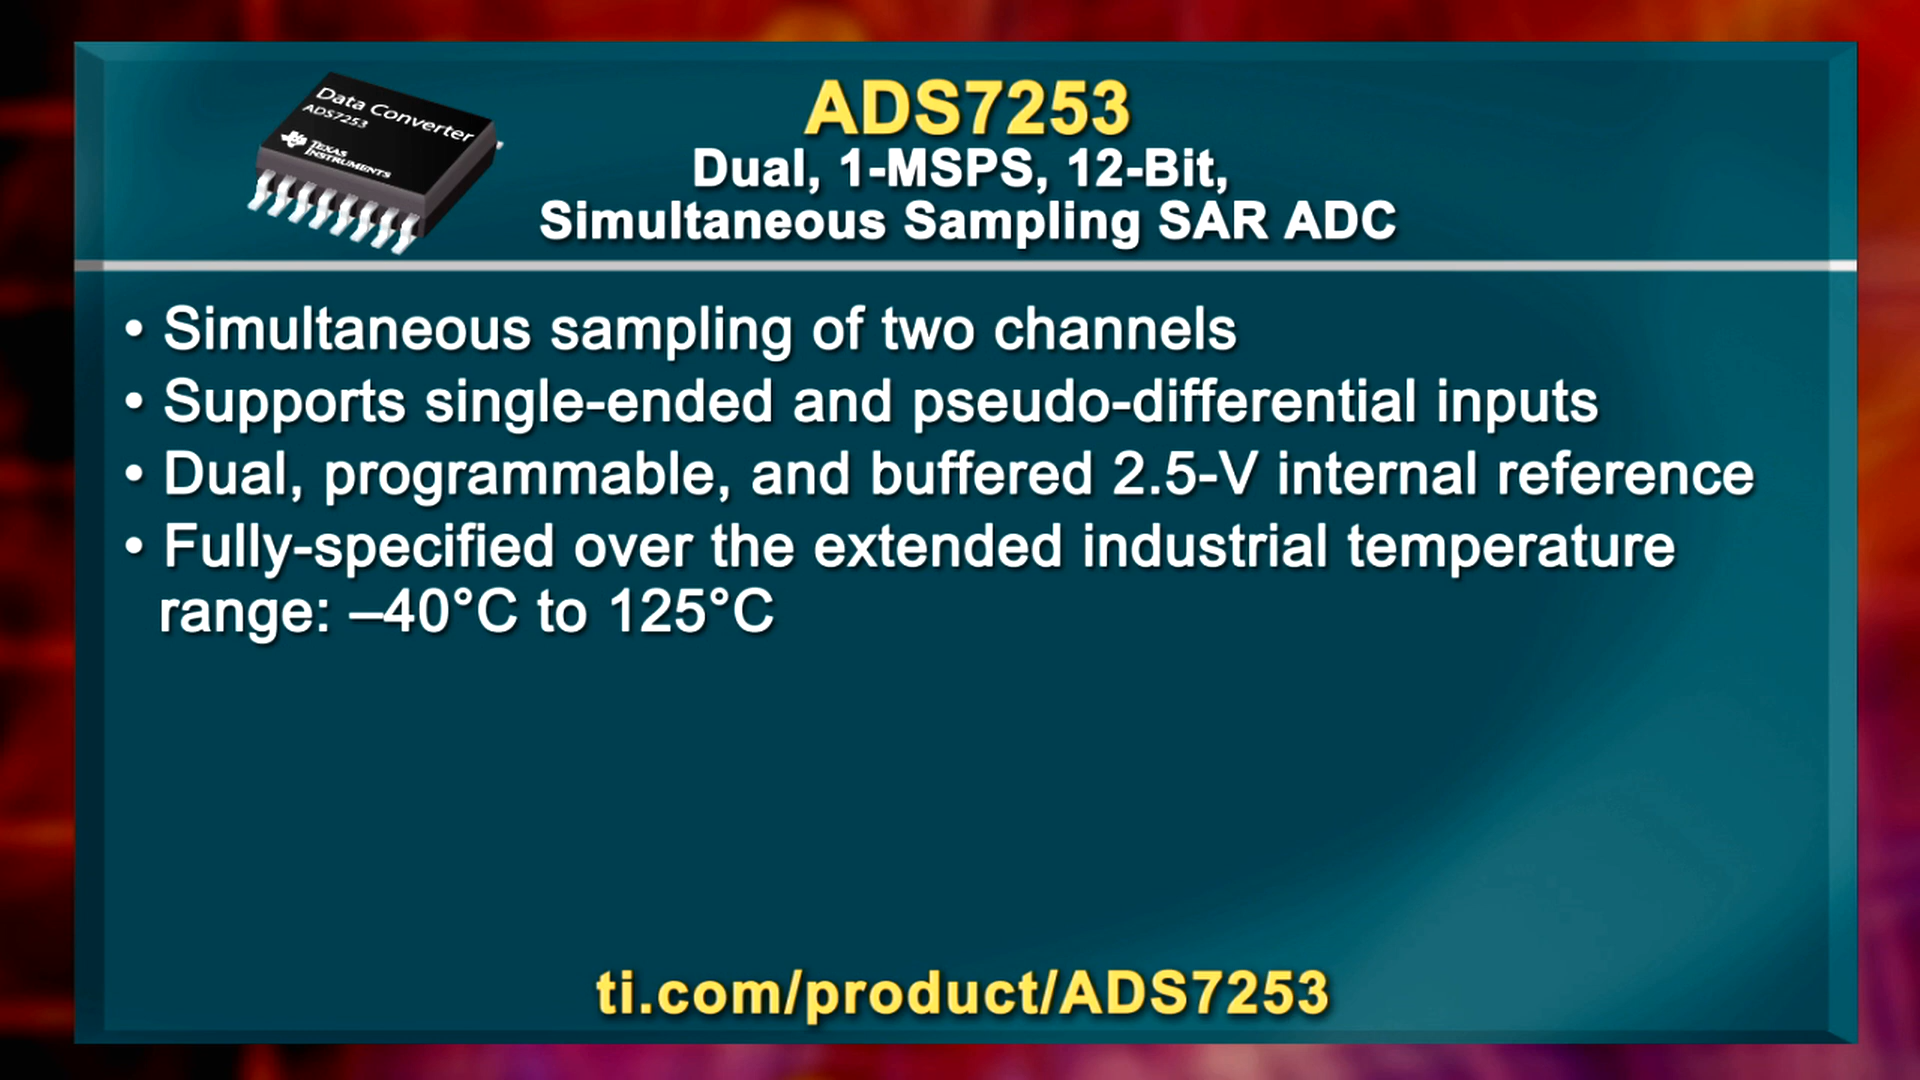 Data Converter
ADS7253
TEXAS
INSTRUMENTS
ADS7253
Dual, 1-MSPS, 12-Bit,
Simultaneous Sampling SAR ADC
• Simultaneous sampling of two channels
• Supports single-ended and pseudo-differential inputs
• Dual, programmable, and buffered 2.5-V internal reference
• Fully-specified over the extended industrial temperature
range: –40°C to 125°C
ti.com/product/ADS7253